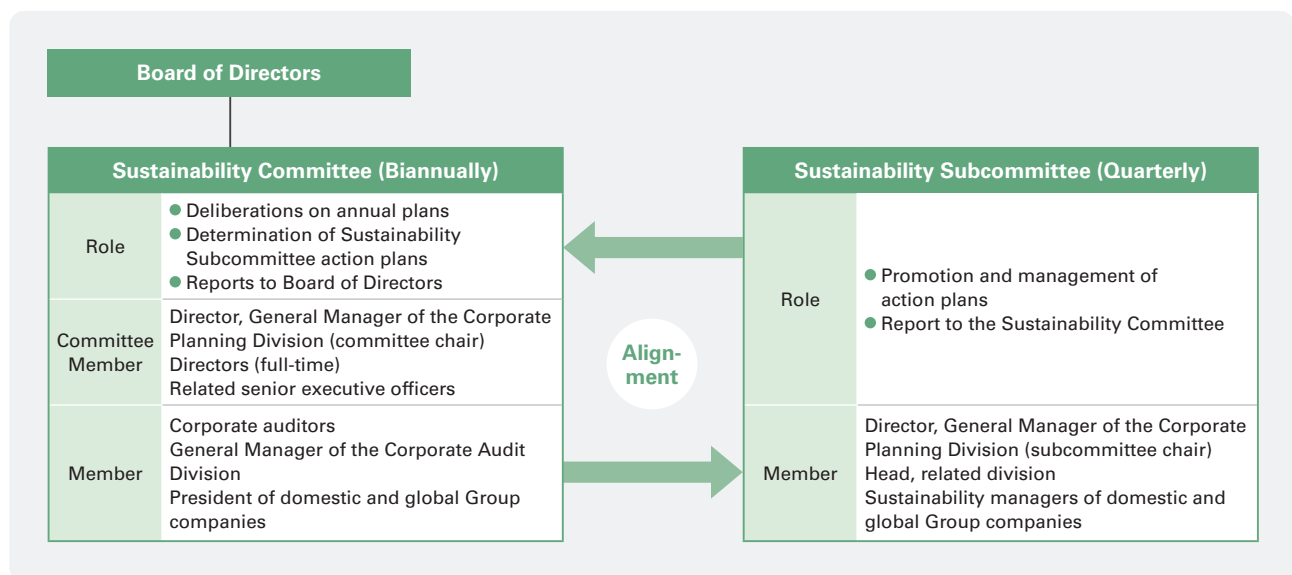 Board of Directors
Sustainability Committee (Biannually)
Role
● Deliberations on annual plans
● Determination of Sustainability
Subcommittee action plans
● Reports to Board of Directors
Committee
Member
Director, General Manager of the Corporate
Planning Division (committee chair)
Directors (full-time)
Related senior executive officers
Member
Corporate auditors
General Manager of the Corporate Audit
Division
President of domestic and global Group
companies
Align-
ment
Sustainability Subcommittee (Quarterly)
Role
● Promotion and management of
action plans
● Report to the Sustainability Committee
Member
Director, General Manager of the Corporate
Planning Division (subcommittee chair)
Head, related division
Sustainability managers of domestic and
global Group companies